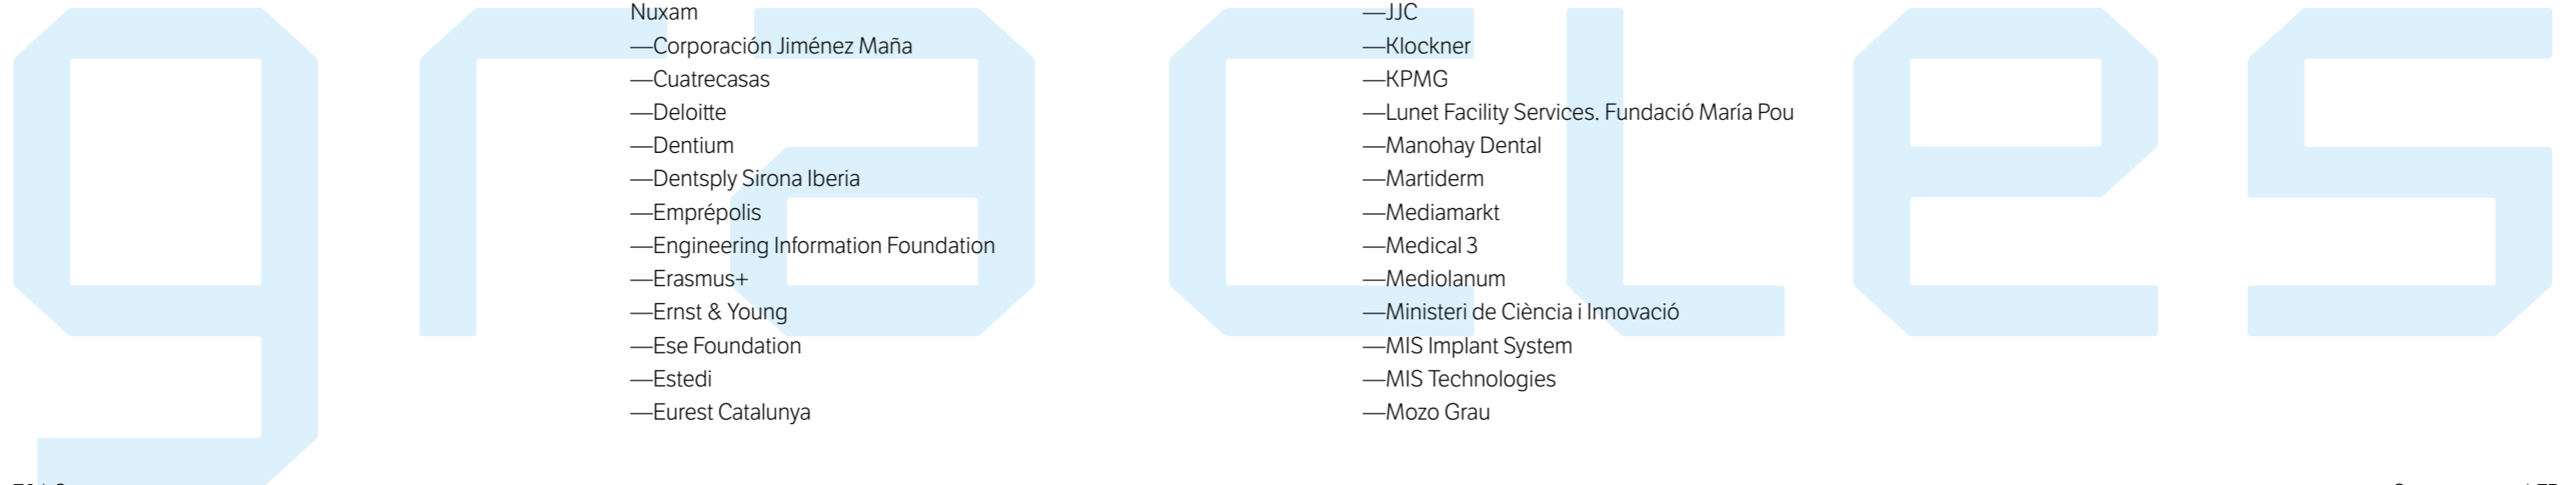 Nuxam
—Corporación Jiménez Maña
—Cuatrecasas
—Deloitte
—Dentium
—Dentsply Sirona Iberia
—Emprépolis
—Engineering Information Foundation
—Erasmus+
—Ernst & Young
—Ese Foundation
—Estedi
—Eurest Catalunya
—JJC
—Klockner
—KPMG
—Lunet Facility Services. Fundació María Pou
—Manohay Dental
—Martiderm
—Mediamarkt
—Medical 3
—Mediolanum
—Ministeri de Ciència i Innovació
—MIS Implant System
—MIS Technologies
—Mozo Grau
gràcies